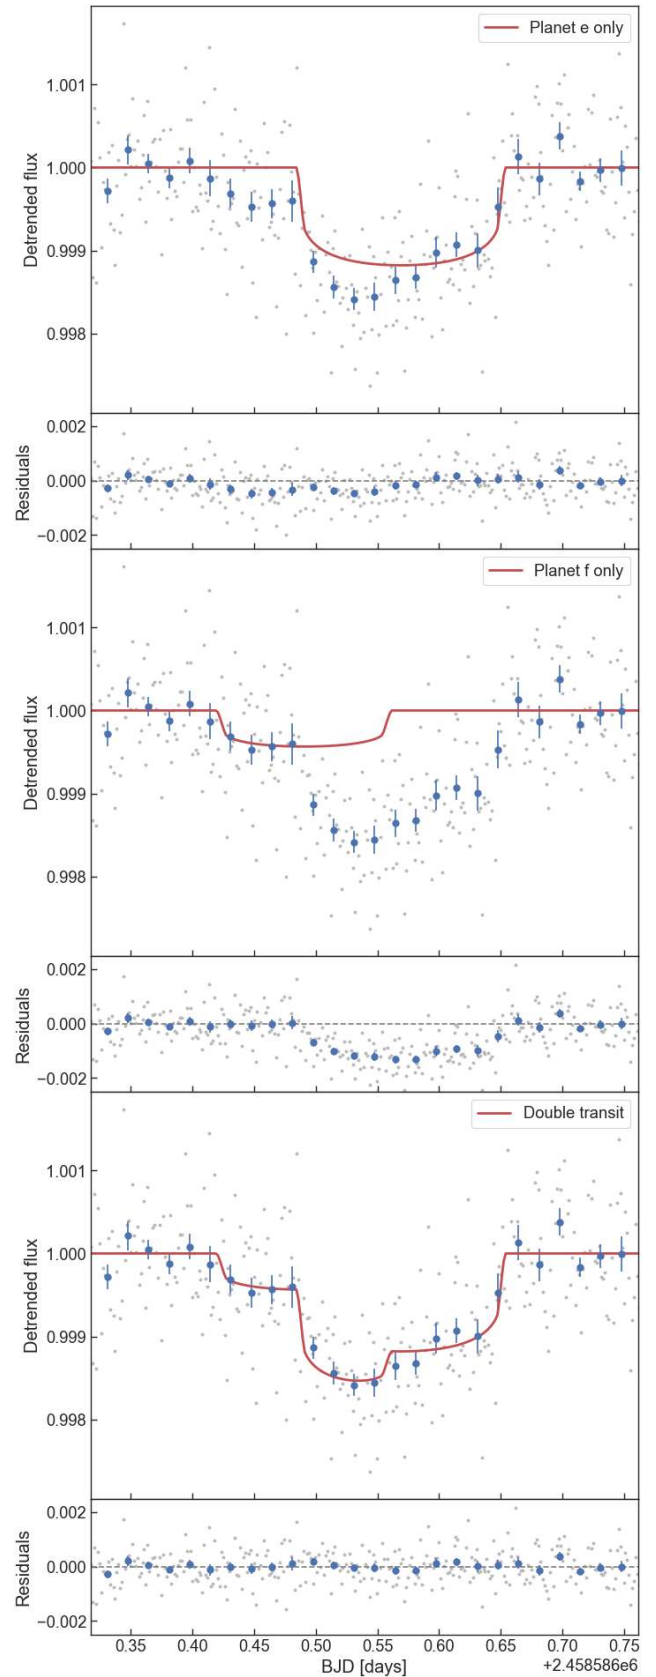 Planet e only
1.001
1.000
0.999
0.998
Detrended flux
0.002
0.000
−0.002
Residuals
Planet f only
1.001
1.000
0.999
0.998
Detrended flux
0.002
0.000
−0.002
Residuals
Double transit
1.001
1.000
0.999
0.998
Detrended flux
0.002
0.000
−0.002
Residuals
0.35 0.40 0.45 0.50 0.55 0.60 0.65 0.70 0.75
BJD [days] +2.458586e6